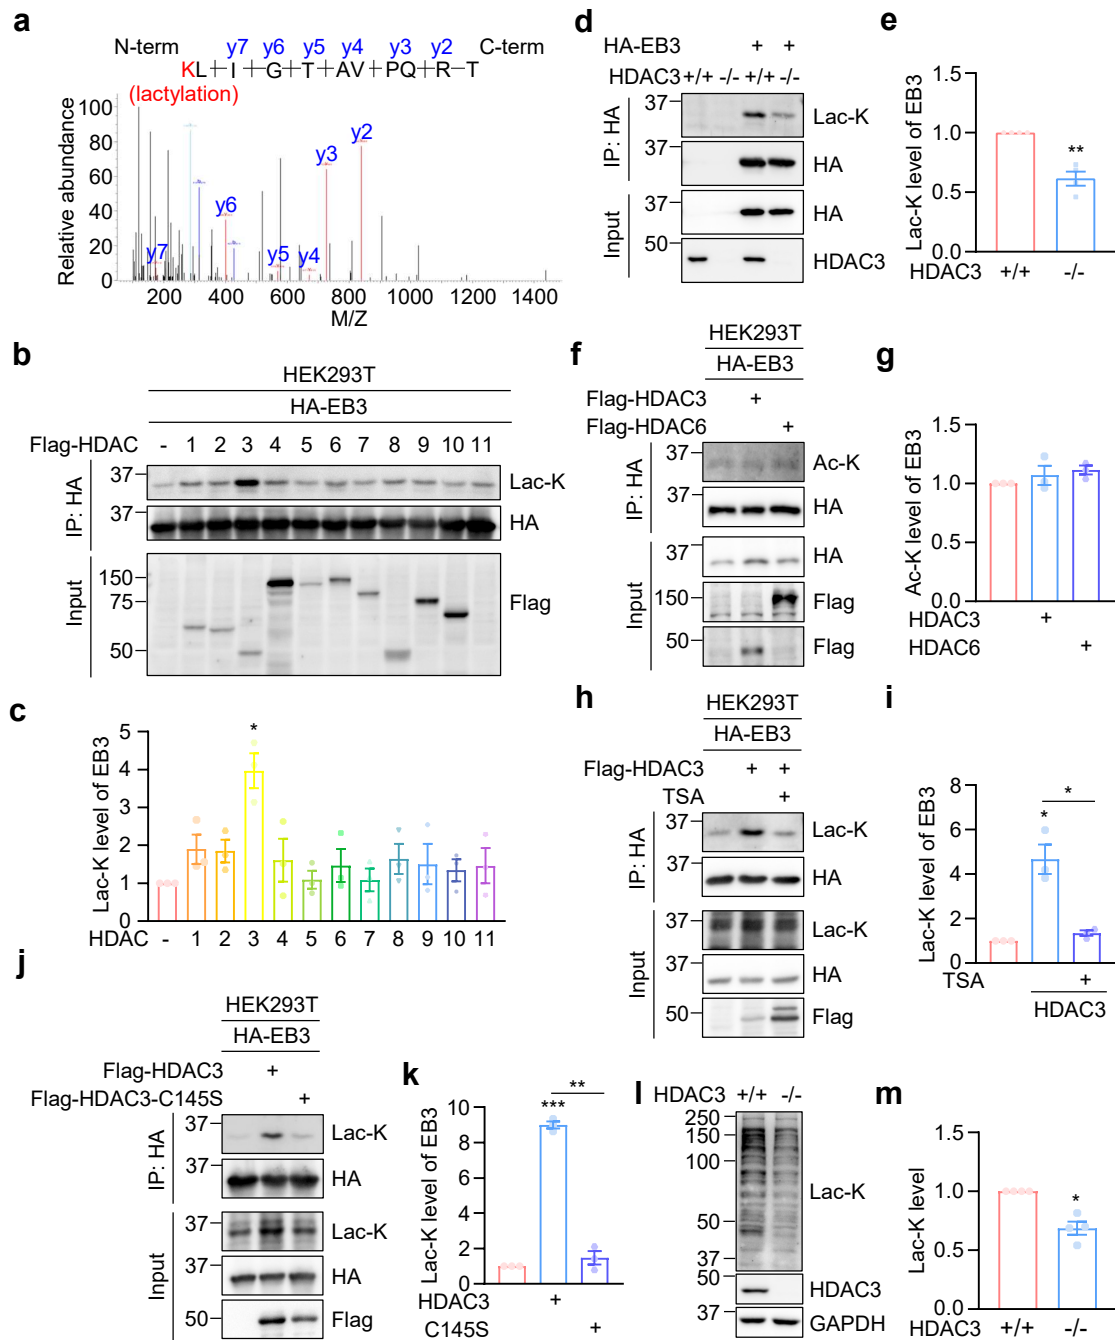 a
N-term y7 y6 y5 y4 y3 y2 C-term
KL I G T AV PQ R T
(lactylation)
Relative abundance
100
80
60
40
20
0
y7 y6 y5 y4 y3 y2
200 400 600 800 1000 1200 1400
M/Z
b
HEK293T
HA-EB3
Flag-HDAC - 1 2 3 4 5 6 7 8 9 10 11
IP: HA
37 Lac-K
37 HA
Input
150
75
50
Flag
c
Lac-K level of EB3
5
4
3
2
1
0
*
HDAC - 1 2 3 4 5 6 7 8 9 10 11
d
HA-EB3 + +
HDAC3 +/+ -/- +/+ -/-
IP: HA
37 Lac-K
37 HA
Input
37 HA
50 HDAC3
e
Lac-K level of EB3
1.5
1.0
0.5
0.0
**
HDAC3 +/+ -/-
f
HEK293T
HA-EB3
Flag-HDAC3 +
Flag-HDAC6 +
IP: HA
37 Ac-K
37 HA
Input
37 HA
150 Flag
50 Flag
g
Ac-K level of EB3
1.5
1.0
0.5
0.0
HDAC3 +
HDAC6 +
h
HEK293T
HA-EB3
Flag-HDAC3 + +
TSA +
IP: HA
37 Lac-K
37 HA
Input
37 Lac-K
37 HA
50 Flag
i
Lac-K level of EB3
8
6
4
2
0
* *
TSA +
HDAC3
j
HEK293T
HA-EB3
Flag-HDAC3 +
Flag-HDAC3-C145S +
IP: HA
37 Lac-K
37 HA
Input
37 Lac-K
37 HA
50 Flag
k
Lac-K level of EB3
10
8
6
4
2
0
*** **
HDAC3 +
C145S +
l
HDAC3 +/+ -/-
250
150
100
50
37
Lac-K
50 HDAC3
37 GAPDH
m
Lac-K level
1.5
1.0
0.5
0.0
*
HDAC3 +/+ -/-